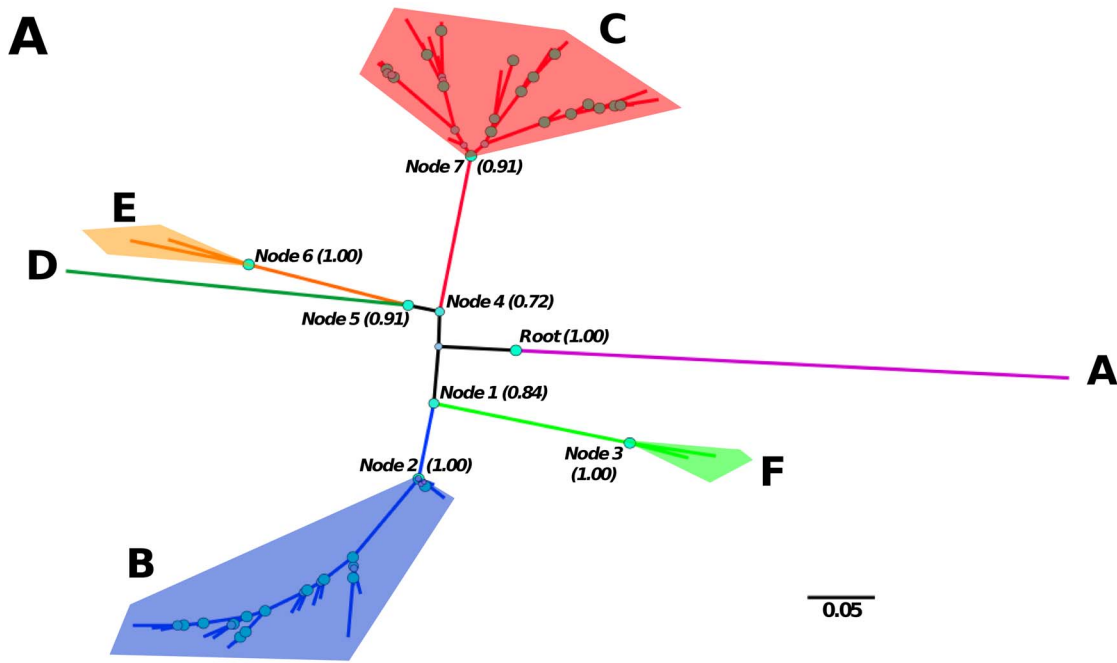 A
C
Node 7 (0.91)
E
Node 6 (1.00)
D
Node 4 (0.72)
Node 5 (0.91)
Root (1.00)
A
Node 1 (0.84)
Node 3
(1.00)
F
Node 2 (1.00)
B
0.05